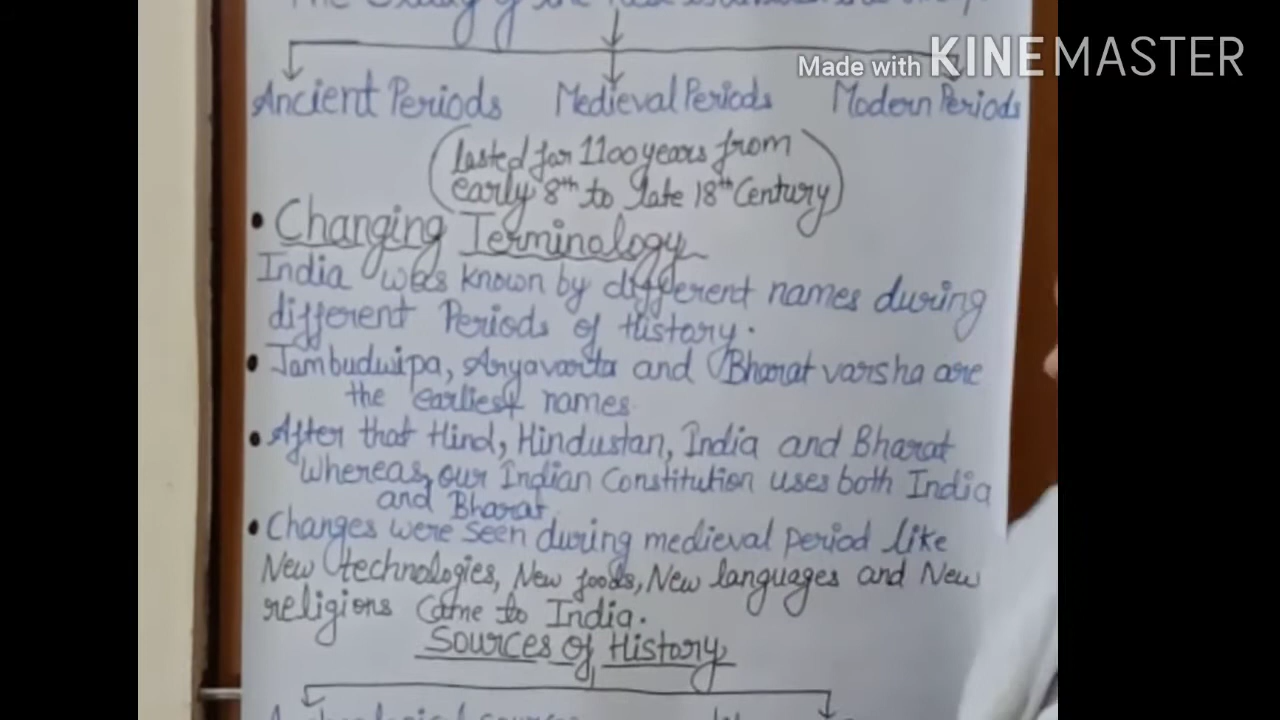 Made with KINEMASTER
Ancient Periods Medieval Periods Modern Periods
(lasted for 1100 years from
early 8th to late 18th Century)
• Changing Terminology
India was known by different names during
different Periods of History.
• Jambudwipa, Aryavarta and Bharat varsha are
the earliest names.
• After that Hind, Hindustan, India and Bharat
whereas, our Indian Constitution uses both India
and Bharat.
• Changes were seen during medieval period like
New technologies, New foods, New languages and New
religions came to India.
Sources of History